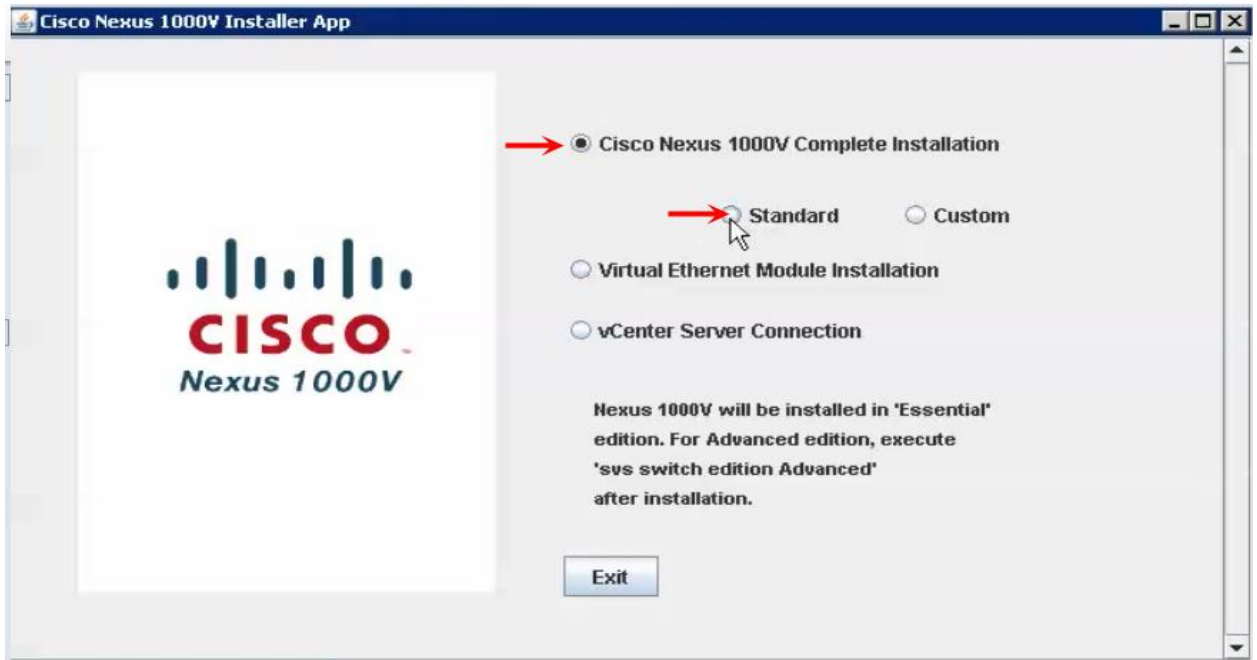 Cisco Nexus 1000V Installer App
Cisco Nexus 1000V Complete Installation
Standard Custom
Virtual Ethernet Module Installation
vCenter Server Connection
CISCO
Nexus 1000V
Nexus 1000V will be installed in 'Essential'
edition. For Advanced edition, execute
'svs switch edition Advanced'
after installation.
Exit